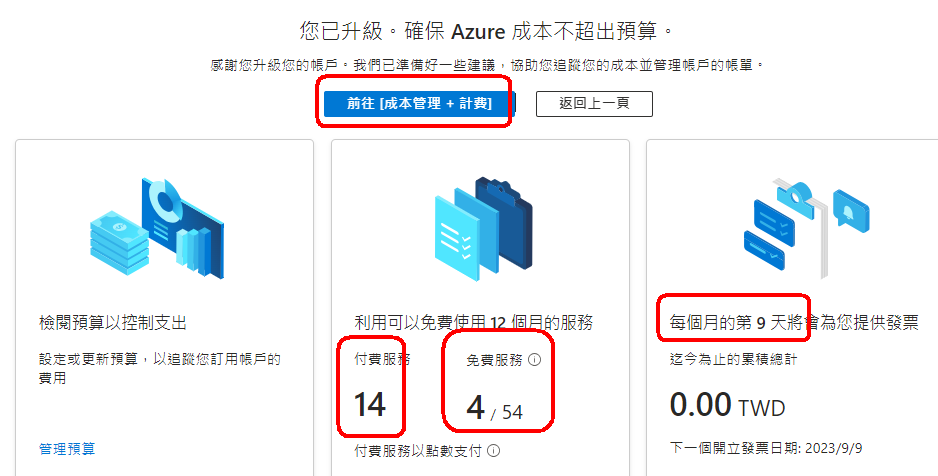 您已升級。確保 Azure 成本不超出預算。
感謝您升級您的帳戶。我們已準備好一些建議，協助您追蹤您的成本並管理帳戶的帳單。
前往 [成本管理 + 計費]
返回上一頁
檢閱預算以控制支出
設定或更新預算，以追蹤您訂用帳戶的
費用
管理預算
利用可以免費使用 12 個月的服務
付費服務
14
免費服務
4 / 54
付費服務以點數支付
每個月的第 9 天將會為您提供發票
迄今為止的累積總計
0.00 TWD
下一個開立發票日期: 2023/9/9